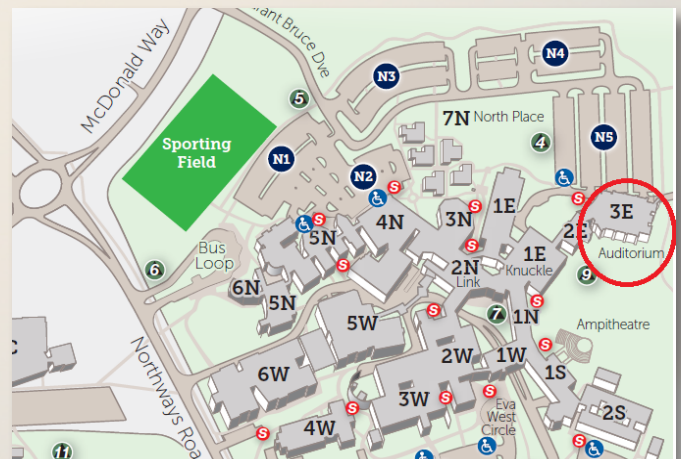 McDonald Way
Grant Bruce Dve
N3
N4
5
7N North Place
Sporting
Field
N1
N2
4
N5
3E
1E
3N
4N
5N
2E
Auditorium
Bus
Loop
6
1E
Knuckle
9
2N
Link
6N
5N
7
1N
Ampitheatre
5W
2W
1W
6W
1S
3W
Eva
West
Circle
2S
4W
Northways Roa
C
11
S
S
S
S
S
S
S
S
S
S
S
S
S